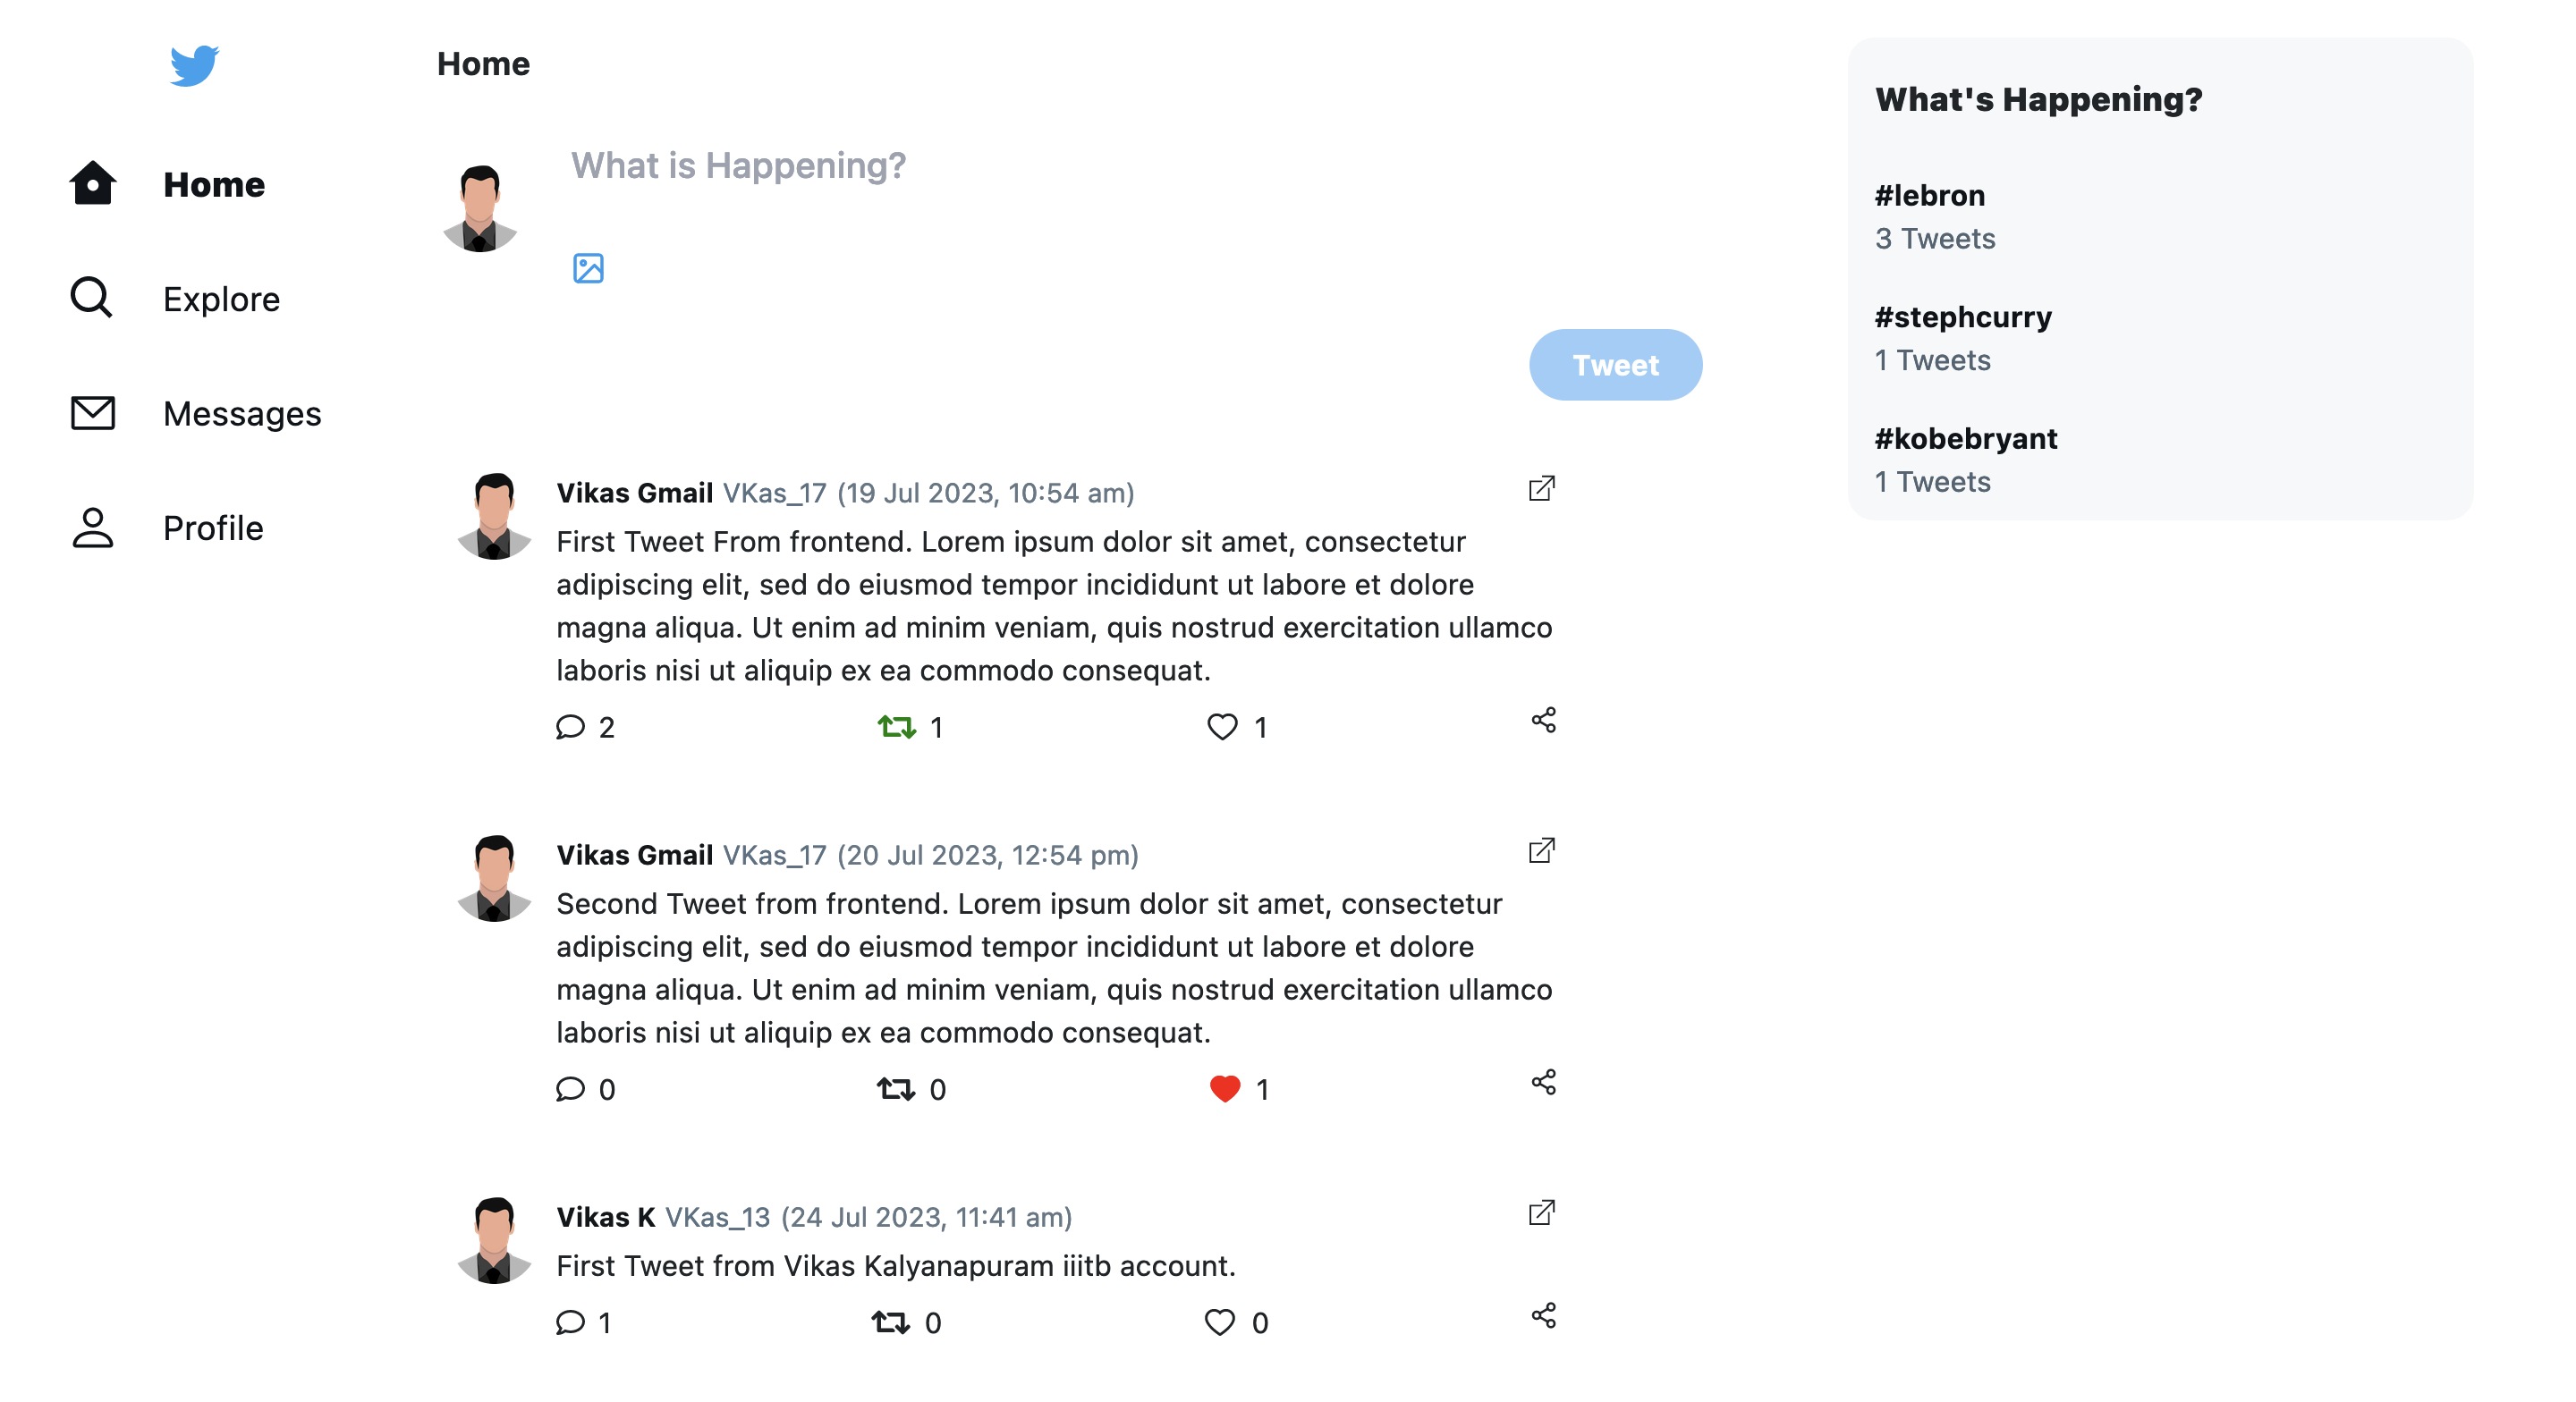 Home
Explore
Messages
Profile
Home
What is Happening?
Tweet
Vikas Gmail VKas_17 (19 Jul 2023, 10:54 am)
First Tweet From frontend. Lorem ipsum dolor sit amet, consectetur
adipiscing elit, sed do eiusmod tempor incididunt ut labore et dolore
magna aliqua. Ut enim ad minim veniam, quis nostrud exercitation ullamco
laboris nisi ut aliquip ex ea commodo consequat.
2 1 1
Vikas Gmail VKas_17 (20 Jul 2023, 12:54 pm)
Second Tweet from frontend. Lorem ipsum dolor sit amet, consectetur
adipiscing elit, sed do eiusmod tempor incididunt ut labore et dolore
magna aliqua. Ut enim ad minim veniam, quis nostrud exercitation ullamco
laboris nisi ut aliquip ex ea commodo consequat.
0 0 1
Vikas K VKas_13 (24 Jul 2023, 11:41 am)
First Tweet from Vikas Kalyanapuram iiitb account.
1 0 0
What's Happening?
#lebron
3 Tweets
#stephcurry
1 Tweets
#kobebryant
1 Tweets